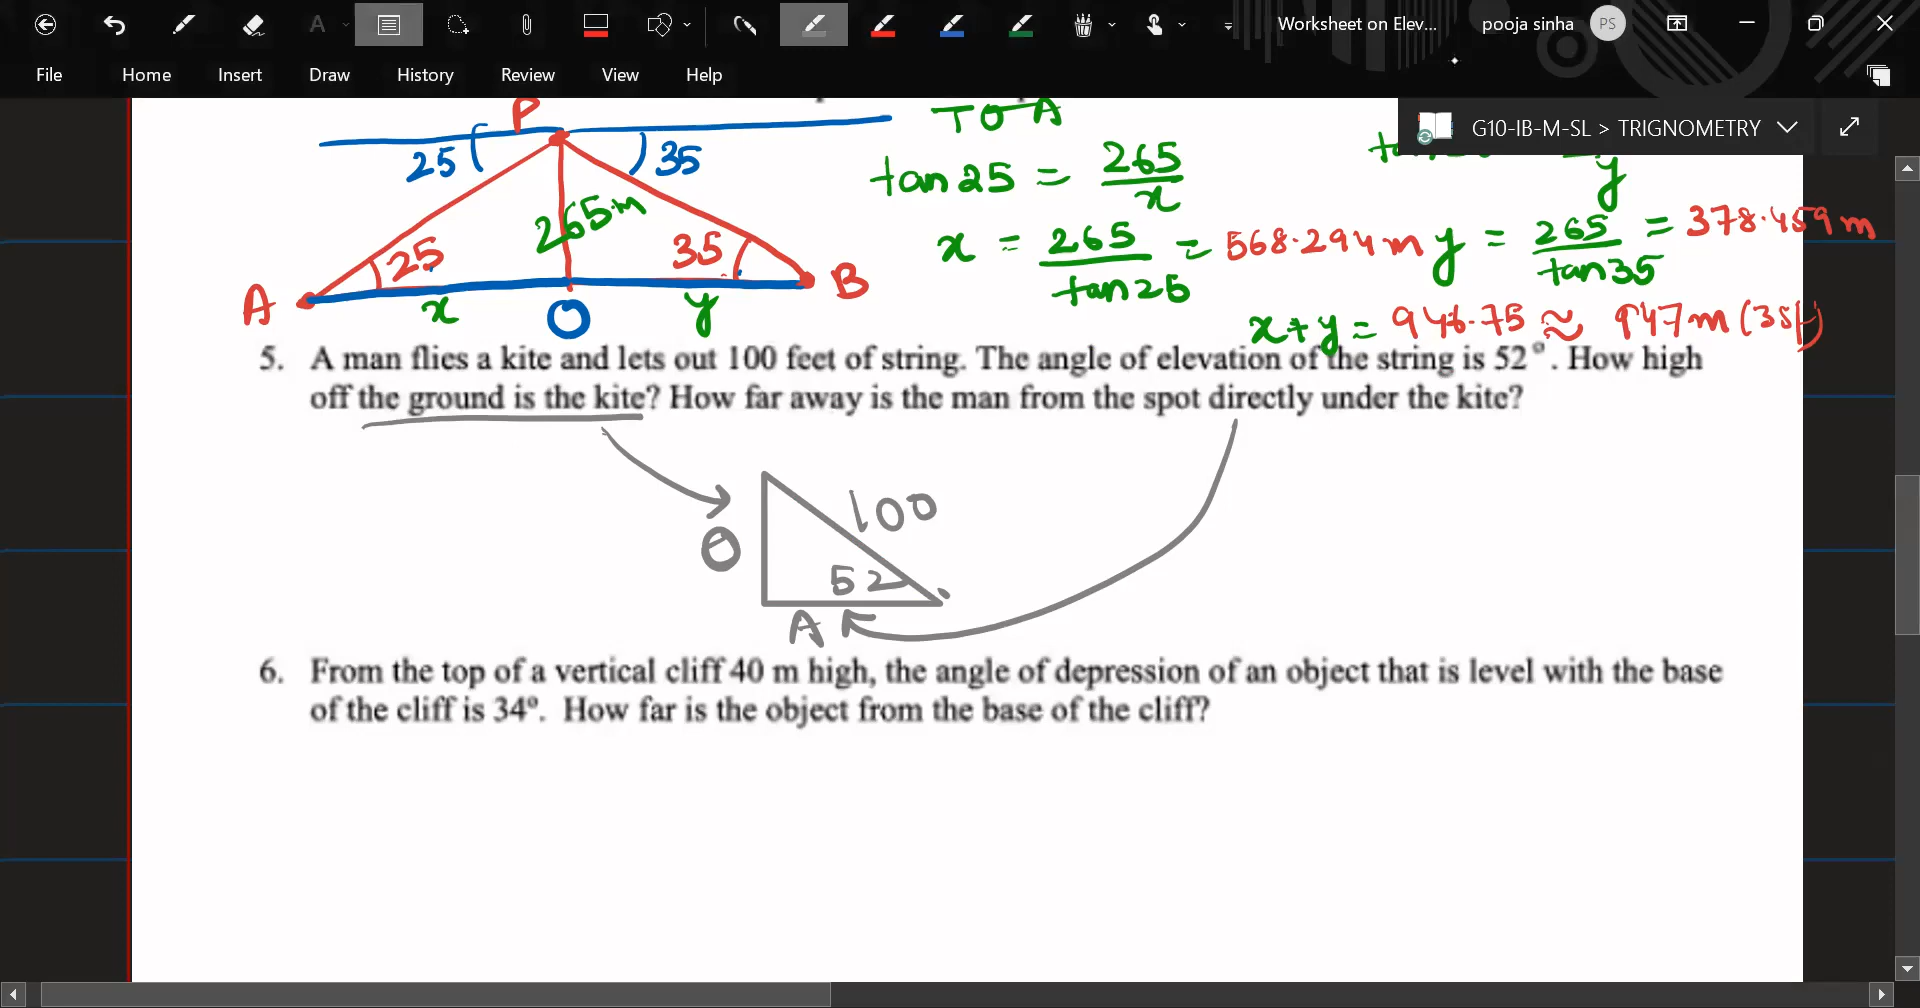 Worksheet on Elev... pooja sinha PS
File Home Insert Draw History Review View Help
G10-IB-M-SL > TRIGNOMETRY
P
T O A
25 35
tan 25 = 265/x
y
265m
x = 265/tan25 = 568.294 m y = 265/tan35 = 378.459 m
25 35
A B
x O y
x+y = 946.75 ≈ 947m (3sf)
5. A man flies a kite and lets out 100 feet of string. The angle of elevation of the string is 52°. How high
off the ground is the kite? How far away is the man from the spot directly under the kite?
100
O
52
A
6. From the top of a vertical cliff 40 m high, the angle of depression of an object that is level with the base
of the cliff is 34°. How far is the object from the base of the cliff?